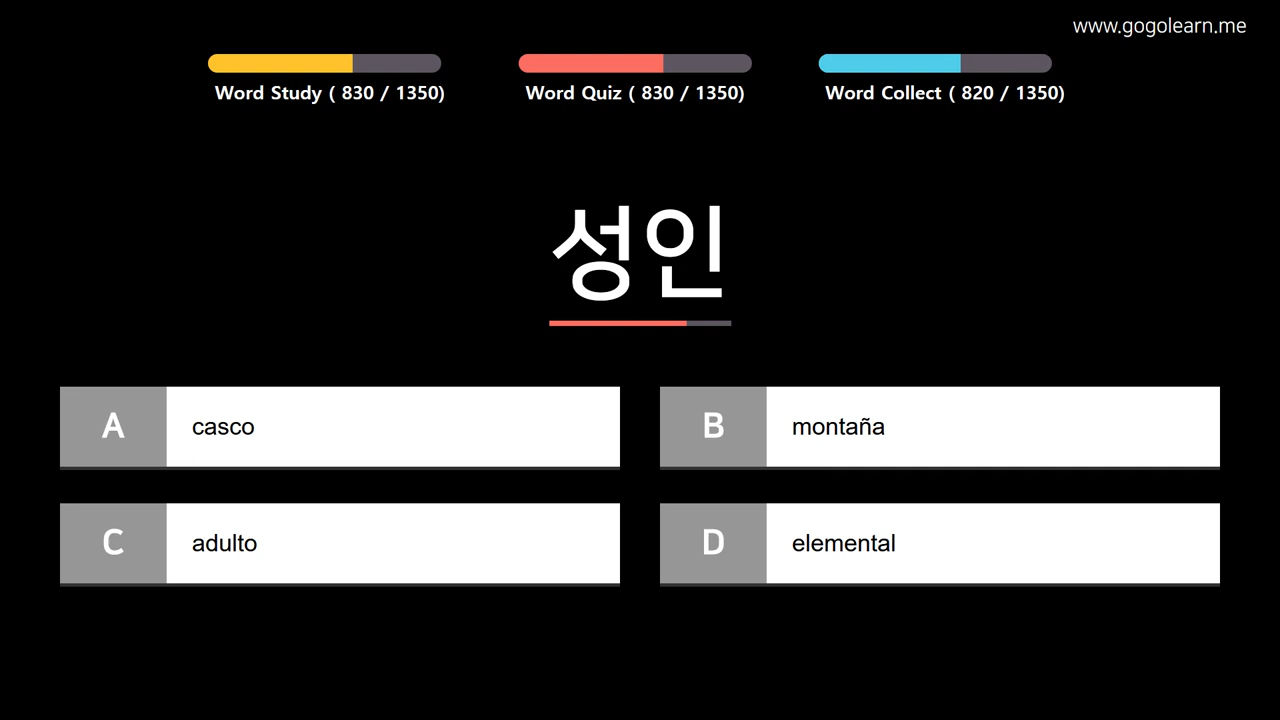 www.gogolearn.me
Word Study ( 830 / 1350)
Word Quiz ( 830 / 1350)
Word Collect ( 820 / 1350)
성인
A casco
B montaña
C adulto
D elemental